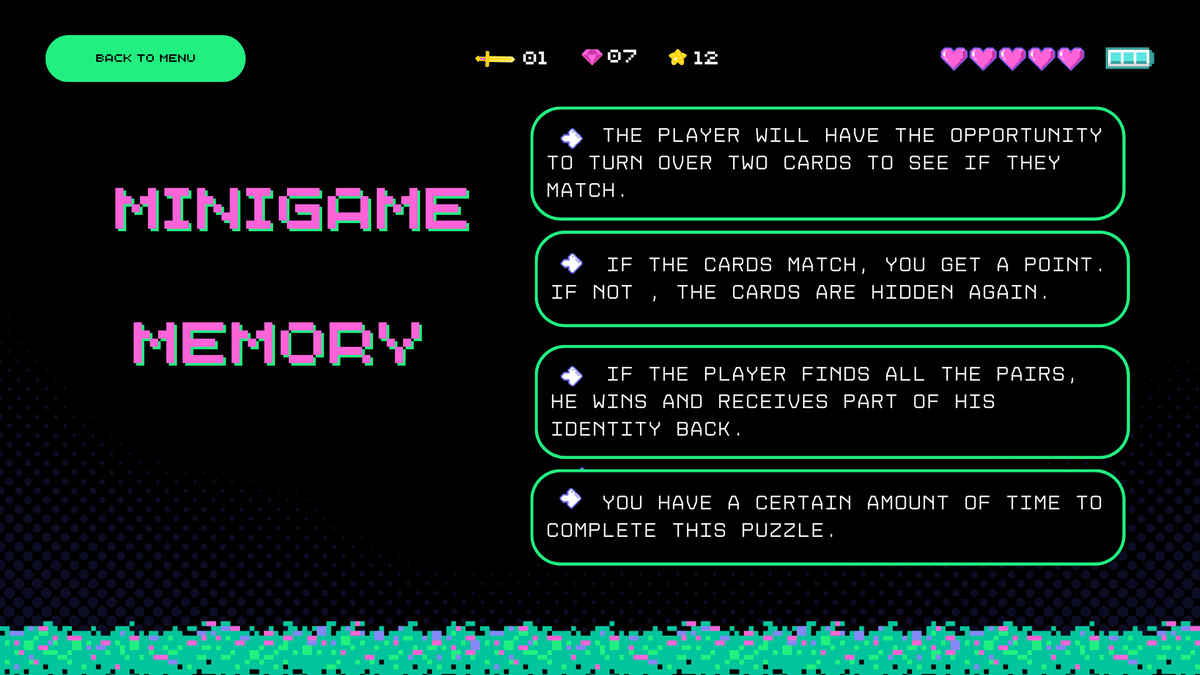 BACK TO MENU
01 07 12
MINIGAME
MEMORY
THE PLAYER WILL HAVE THE OPPORTUNITY
TO TURN OVER TWO CARDS TO SEE IF THEY
MATCH.
IF THE CARDS MATCH, YOU GET A POINT.
IF NOT , THE CARDS ARE HIDDEN AGAIN.
IF THE PLAYER FINDS ALL THE PAIRS,
HE WINS AND RECEIVES PART OF HIS
IDENTITY BACK.
YOU HAVE A CERTAIN AMOUNT OF TIME TO
COMPLETE THIS PUZZLE.